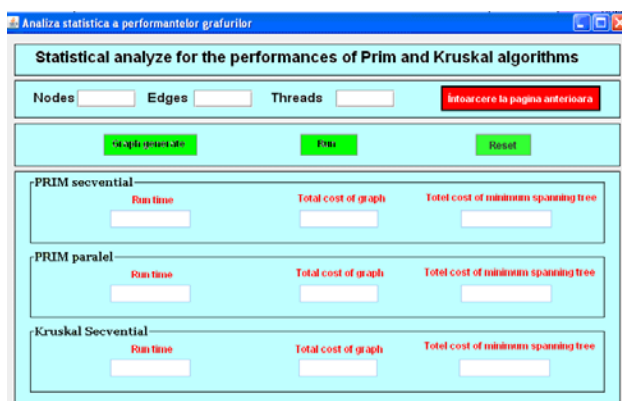 Analiza statistica a performantelor grafurilor
Statistical analyze for the performances of Prim and Kruskal algorithms
Nodes Edges Threads Intoarcere la pagina anterioara
Graph generate Run Reset
PRIM secvential
Run time Total cost of graph Totel cost of minimum spanning tree
PRIM paralel
Run time Total cost of graph Totel cost of minimum spanning tree
Kruskal Secvential
Run time Total cost of graph Totel cost of minimum spanning tree